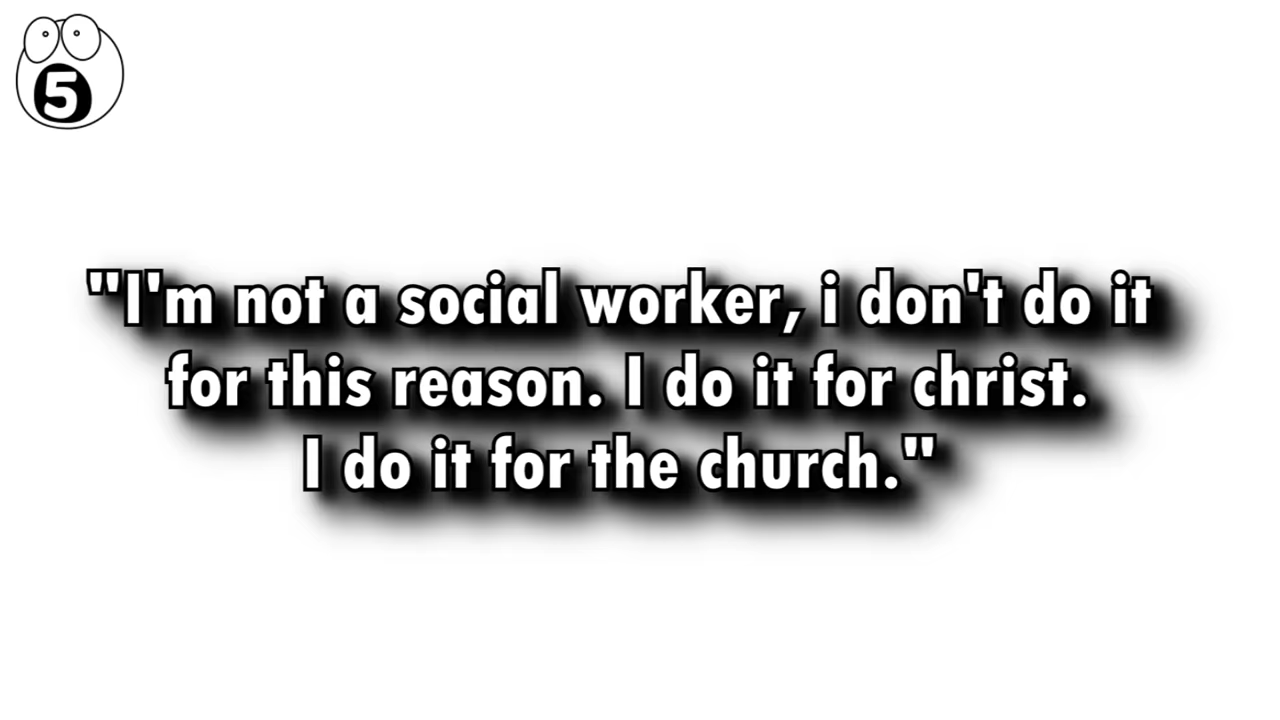 5
"I'm not a social worker, i don't do it
for this reason. I do it for christ.
I do it for the church."